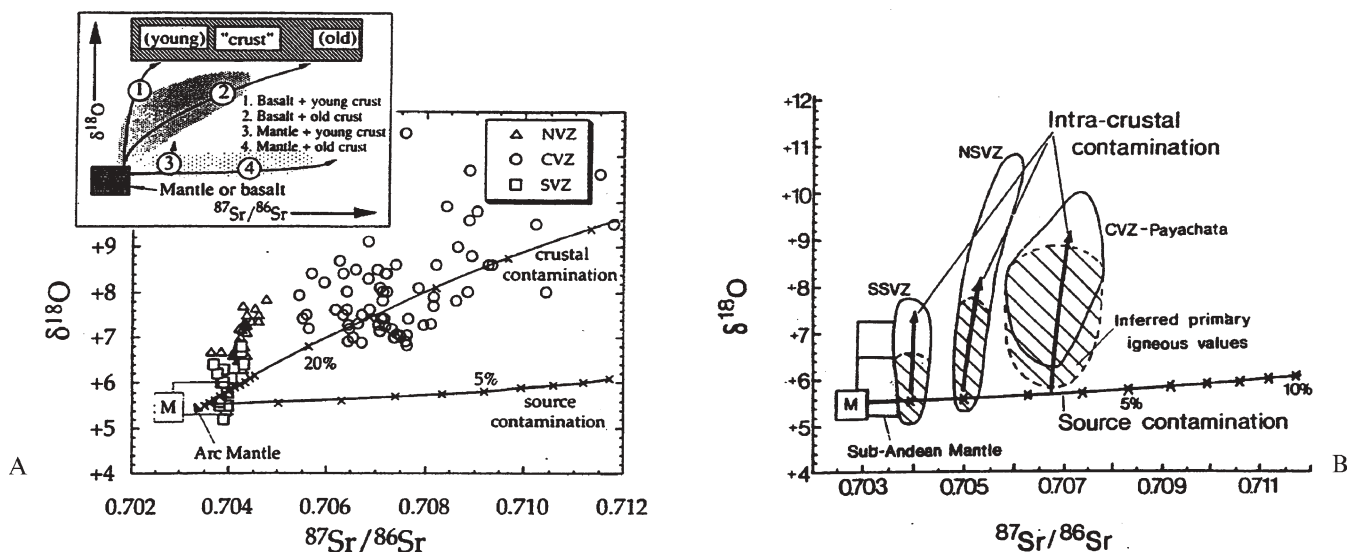 (young) "crust" (old)
1
2
1. Basalt + young crust
2. Basalt + old crust
3. Mantle + young crust
4. Mantle + old crust
3
4
Mantle or basalt
δ18O
87Sr/86Sr
NVZ
CVZ
SVZ
+9
+8
+7
+6
+5
+4
δ18O
crustal
contamination
20%
5%
source
contamination
M
Arc Mantle
A
0.702 0.704 0.706 0.708 0.710 0.712
87Sr/86Sr
+12
+11
+10
+9
+8
+7
+6
+5
+4
δ18O
Intra-crustal
contamination
NSVZ
CVZ-Payachata
SSVZ
Inferred primary
igneous values
M
5%
10%
Source contamination
Sub-Andean Mantle
B
0.703 0.705 0.707 0.709 0.711
87Sr/86Sr